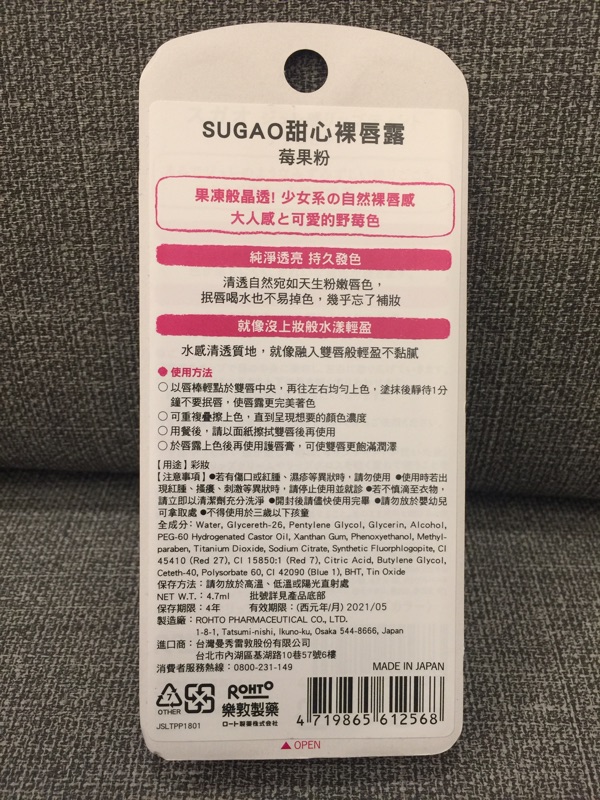 SUGAO甜心裸唇露
莓果粉
果凍般晶透! 少女系の自然裸唇感
大人感と可愛的野莓色
純淨透亮 持久發色
清透自然宛如天生粉嫩唇色，
抿唇喝水也不易掉色，幾乎忘了補妝
就像沒上妝般水漾輕盈
水感清透質地，就像融入雙唇般輕盈不黏膩
●使用方法
○以唇棒輕點於雙唇中央，再往左右均勻上色，塗抹後靜待1分
鐘不要抿唇，使唇露更完美著色
○可重複疊擦上色，直到呈現想要的顏色濃度
○用餐後，請以面紙擦拭雙唇後再使用
○於唇露上色後再使用護唇膏，可使雙唇更飽滿潤澤
【用途】彩妝
【注意事項】●若有傷口或紅腫、濕疹等異狀時，請勿使用 ●使用時若出
現紅腫、搔癢、刺激等異狀時，請停止使用並就診 ●若不慎滴至衣物，
請立即以清潔劑充分洗淨 ●開封後請儘快使用完畢 ●請勿放於嬰幼兒
可拿取處 ●不得使用於三歲以下孩童
全成分：Water, Glycereth-26, Pentylene Glycol, Glycerin, Alcohol,
PEG-60 Hydrogenated Castor Oil, Xanthan Gum, Phenoxyethanol, Methyl-
paraben, Titanium Dioxide, Sodium Citrate, Synthetic Fluorphlogopite, CI
45410 (Red 27), CI 15850:1 (Red 7), Citric Acid, Butylene Glycol,
Ceteth-40, Polysorbate 60, CI 42090 (Blue 1), BHT, Tin Oxide
保存方法：請勿放於高溫、低溫或陽光直射處
NET W.T.：4.7ml 批號詳見產品底部
保存期限：4年 有效期限：(西元年/月) 2021/05
製造廠：ROHTO PHARMACEUTICAL CO., LTD.
1-8-1, Tatsumi-nishi, Ikuno-ku, Osaka 544-8666, Japan
進口商：台灣曼秀雷敦股份有限公司
台北市內湖區基湖路10巷57號6樓
消費者服務熱線：0800-231-149
MADE IN JAPAN
7
OTHER
JSLTPP1801
ROHTO
樂敦製藥
ロート製薬株式会社
4 719865 612568
▲ OPEN